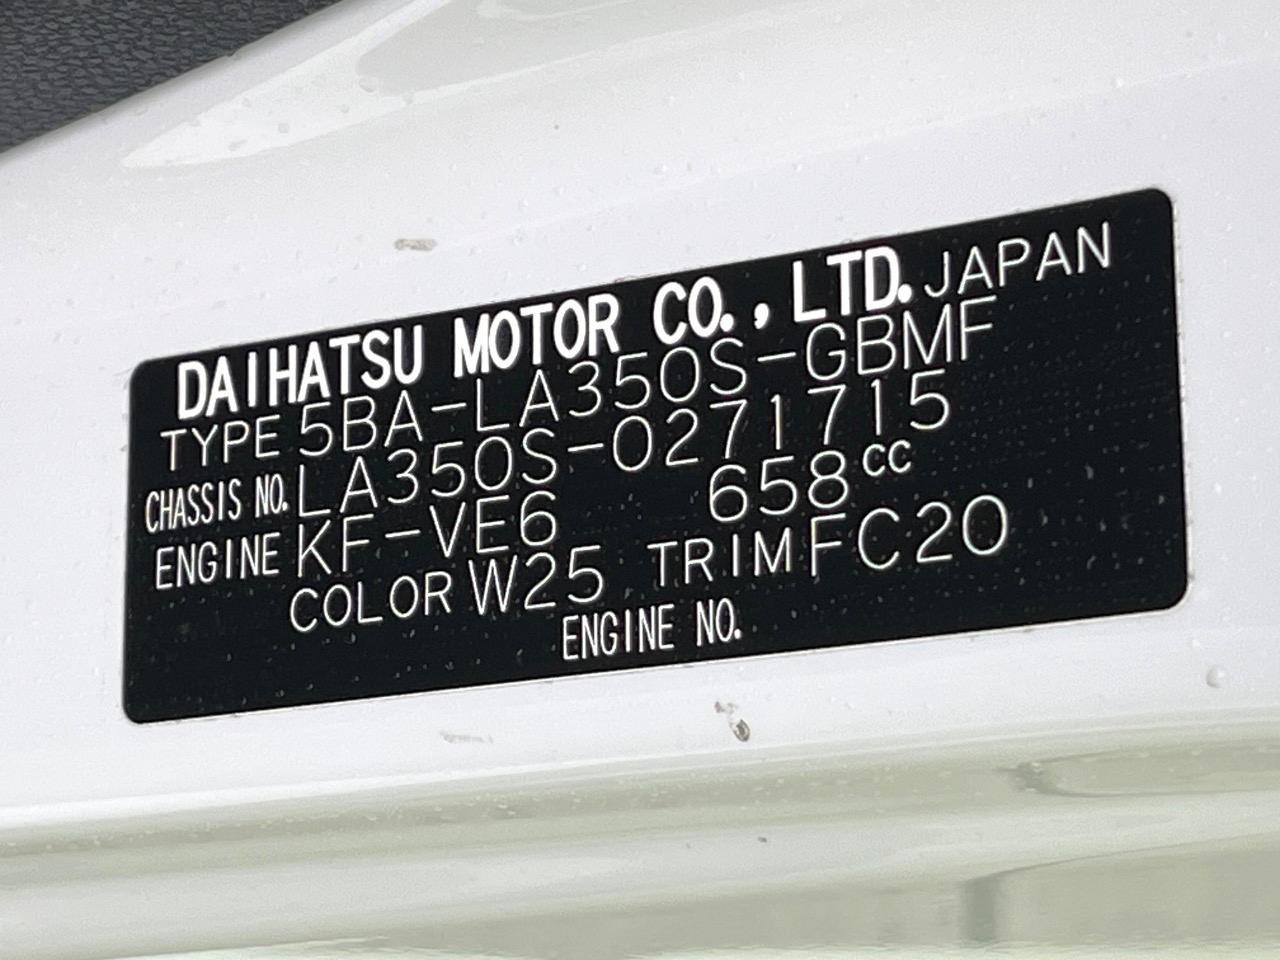 DAIHATSU MOTOR CO., LTD. JAPAN
TYPE 5BA-LA350S-GBMF
CHASSIS NO. LA350S-0271715
ENGINE KF-VE6 658cc
COLOR W25 TRIM FC20
ENGINE NO.